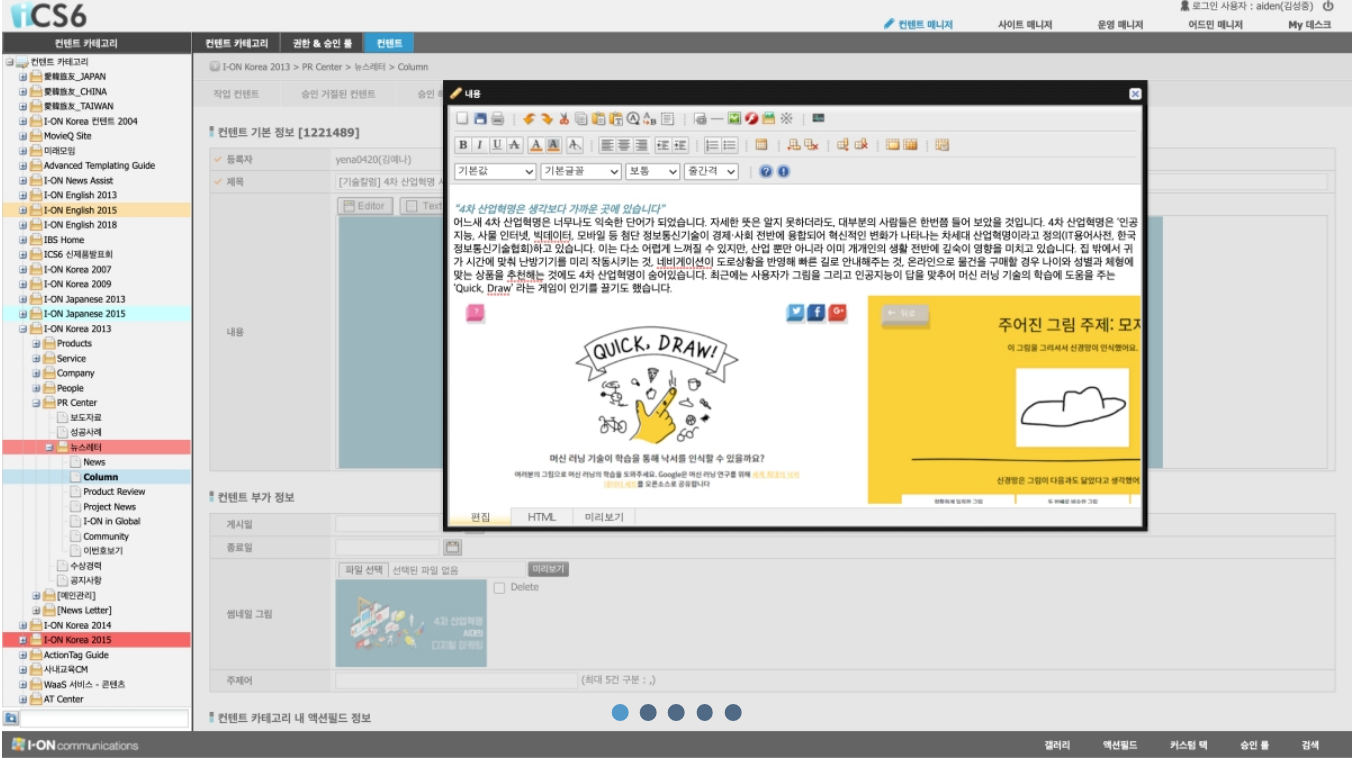 iCS6
로그인 사용자 : aiden(김성중)
컨텐트 매니저
사이트 매니저
운영 매니저
어드민 매니저
My 데스크
컨텐트 카테고리
컨텐트 카테고리
권한 & 승인 룰
컨텐트
컨텐트 카테고리
愛韓旅友_JAPAN
愛韓旅友_CHINA
愛韓旅友_TAIWAN
I-ON Korea 컨텐트 2004
MovieQ Site
미래모임
Advanced Templating Guide
I-ON News Assist
I-ON English 2013
I-ON English 2015
I-ON English 2018
IBS Home
ICS6 신제품발표회
I-ON Korea 2007
I-ON Korea 2009
I-ON Japanese 2013
I-ON Japanese 2015
I-ON Korea 2013
Products
Service
Company
People
PR Center
보도자료
성공사례
뉴스레터
News
Column
Product Review
Project News
I-ON in Global
Community
이번호보기
수상경력
공지사항
[메인관리]
[News Letter]
I-ON Korea 2014
I-ON Korea 2015
ActionTag Guide
사내교육CM
WaaS 서비스 - 콘텐츠
AT Center
I-ON Korea 2013 > PR Center > 뉴스레터 > Column
작업 컨텐트
승인 거절된 컨텐트
승인
컨텐트 기본 정보 [1221489]
등록자
yena0420(김예나)
제목
[기술칼럼] 4차 산업혁명
Editor
Text
내용
내용
B I U A A A A
기본값
기본글꼴
보통
줄간격
"4차 산업혁명은 생각보다 가까운 곳에 있습니다"
어느새 4차 산업혁명은 너무나도 익숙한 단어가 되었습니다. 자세한 뜻은 알지 못하더라도, 대부분의 사람들은 한번쯤 들어 보았을 것입니다. 4차 산업혁명은 '인공
지능, 사물 인터넷, 빅데이터, 모바일 등 첨단 정보통신기술이 경제·사회 전반에 융합되어 혁신적인 변화가 나타나는 차세대 산업혁명이라고 정의(IT용어사전, 한국
정보통신기술협회)하고 있습니다. 이는 다소 어렵게 느껴질 수 있지만, 산업 뿐만 아니라 이미 개개인의 생활 전반에 깊숙이 영향을 미치고 있습니다. 집 밖에서 귀
가 시간에 맞춰 난방기기를 미리 작동시키는 것, 네비게이션이 도로상황을 반영해 빠른 길로 안내해주는 것, 온라인으로 물건을 구매할 경우 나이와 성별과 체형에
맞는 상품을 추천해는 것에도 4차 산업혁명이 숨어있습니다. 최근에는 사용자가 그림을 그리고 인공지능이 답을 맞추어 머신 러닝 기술의 학습에 도움을 주는
'Quick, Draw' 라는 게임이 인기를 끌기도 했습니다.
?
f
G+
← 뒤로
QUICK, DRAW!
주어진 그림 주제: 모자
이 그림을 그리셔서 신경망이 인식했어요.
머신 러닝 기술이 학습을 통해 낙서를 인식할 수 있을까요?
여러분의 그림으로 머신 러닝의 학습을 도와주세요. Google은 머신 러닝 연구를 위해 세계 최대의 낙서
데이터 세트를 오픈소스로 공유합니다
신경망은 그림이 다음과도 닮았다고 생각했어
편집
HTML
미리보기
컨텐트 부가 정보
게시일
종료일
파일 선택
선택된 파일 없음
미리보기
Delete
썸네일 그림
4차 산업혁명
시대의
디지털 마케팅
주제어
(최대 5건 구분 : ,)
컨텐트 카테고리 내 액션필드 정보
I-ON communications
갤러리
액션필드
커스텀 택
승인 룰
검색